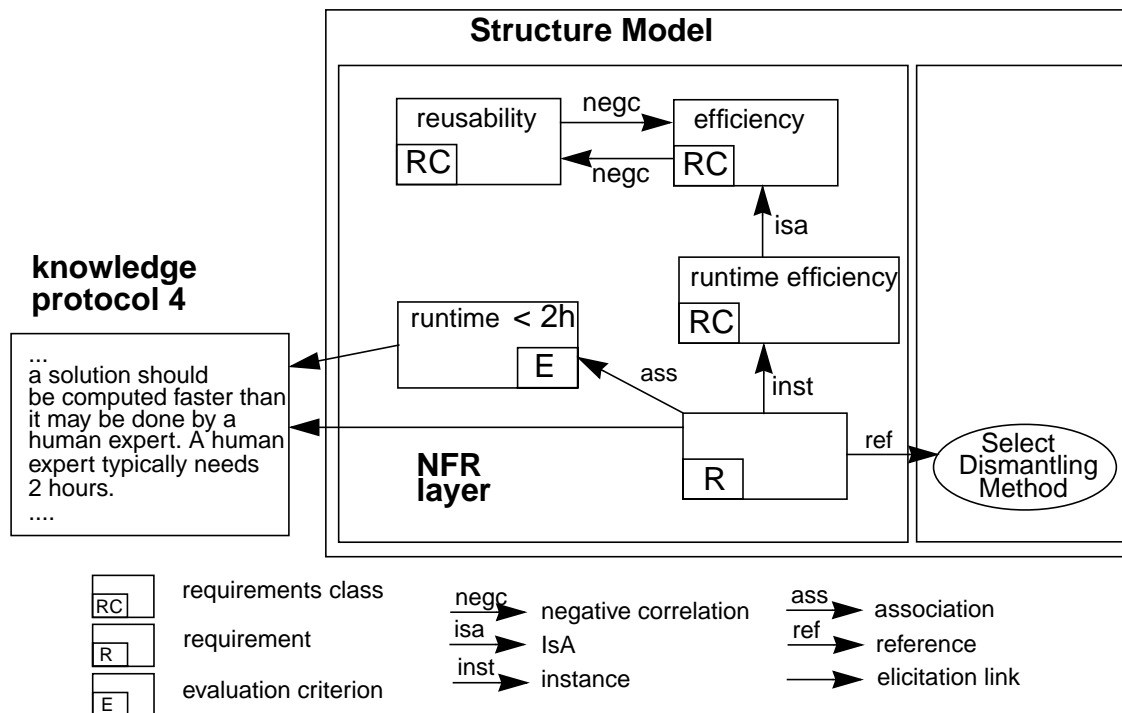 Structure Model
reusability
RC
negc
negc
efficiency
RC
isa
runtime efficiency
RC
inst
knowledge
protocol 4
...
a solution should
be computed faster than
it may be done by a
human expert. A human
expert typically needs
2 hours.
....
runtime < 2h
E
ass
R
ref
NFR
layer
Select
Dismantling
Method
RC
requirements class
R
requirement
E
evaluation criterion
negc
negative correlation
isa
IsA
inst
instance
ass
association
ref
reference
elicitation link